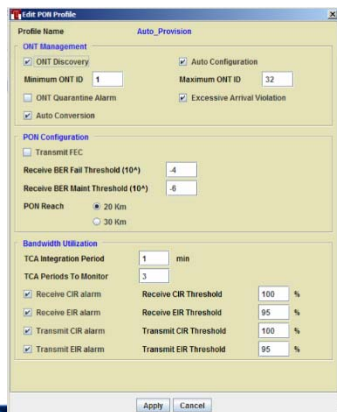 Edit PON Profile
Profile Name Auto_Provision
ONT Management
ONT Discovery Auto Configuration
Minimum ONT ID 1 Maximum ONT ID 32
ONT Quarantine Alarm Excessive Arrival Violation
Auto Conversion
PON Configuration
Transmit FEC
Receive BER Fail Threshold (10^) -4
Receive BER Maint Threshold (10^) -6
PON Reach 20 Km
30 Km
Bandwidth Utilization
TCA Integration Period 1 min
TCA Periods To Monitor 3
Receive CIR alarm Receive CIR Threshold 100 %
Receive EIR alarm Receive EIR Threshold 95 %
Transmit CIR alarm Transmit CIR Threshold 100 %
Transmit EIR alarm Transmit EIR Threshold 95 %
Apply Cancel